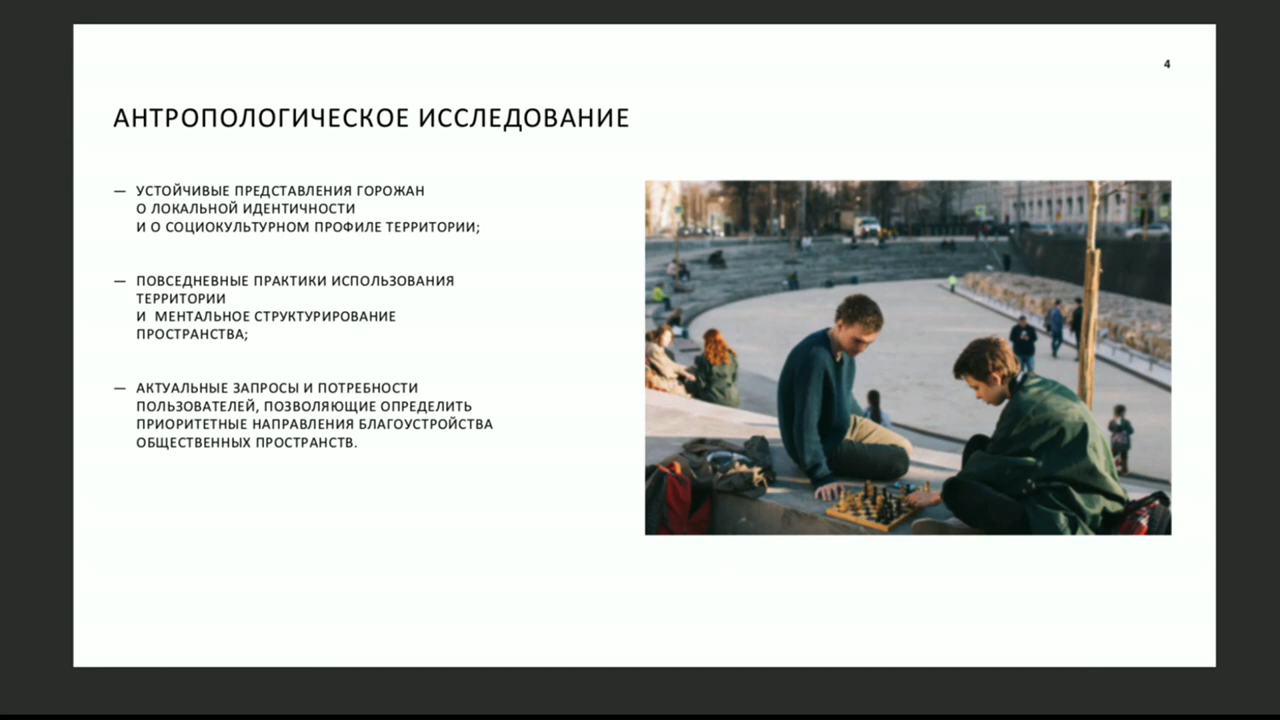 4
АНТРОПОЛОГИЧЕСКОЕ ИССЛЕДОВАНИЕ
— УСТОЙЧИВЫЕ ПРЕДСТАВЛЕНИЯ ГОРОЖАН
О ЛОКАЛЬНОЙ ИДЕНТИЧНОСТИ
И О СОЦИОКУЛЬТУРНОМ ПРОФИЛЕ ТЕРРИТОРИИ;
— ПОВСЕДНЕВНЫЕ ПРАКТИКИ ИСПОЛЬЗОВАНИЯ
ТЕРРИТОРИИ
И МЕНТАЛЬНОЕ СТРУКТУРИРОВАНИЕ
ПРОСТРАНСТВА;
— АКТУАЛЬНЫЕ ЗАПРОСЫ И ПОТРЕБНОСТИ
ПОЛЬЗОВАТЕЛЕЙ, ПОЗВОЛЯЮЩИЕ ОПРЕДЕЛИТЬ
ПРИОРИТЕТНЫЕ НАПРАВЛЕНИЯ БЛАГОУСТРОЙСТВА
ОБЩЕСТВЕННЫХ ПРОСТРАНСТВ.